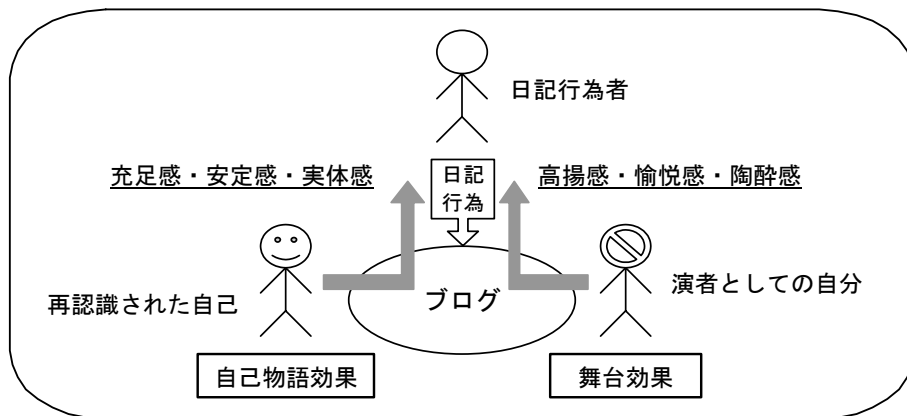 日記行為者
充足感・安定感・実体感
日記
行為
高揚感・愉悦感・陶酔感
再認識された自己
ブログ
演者としての自分
自己物語効果
舞台効果